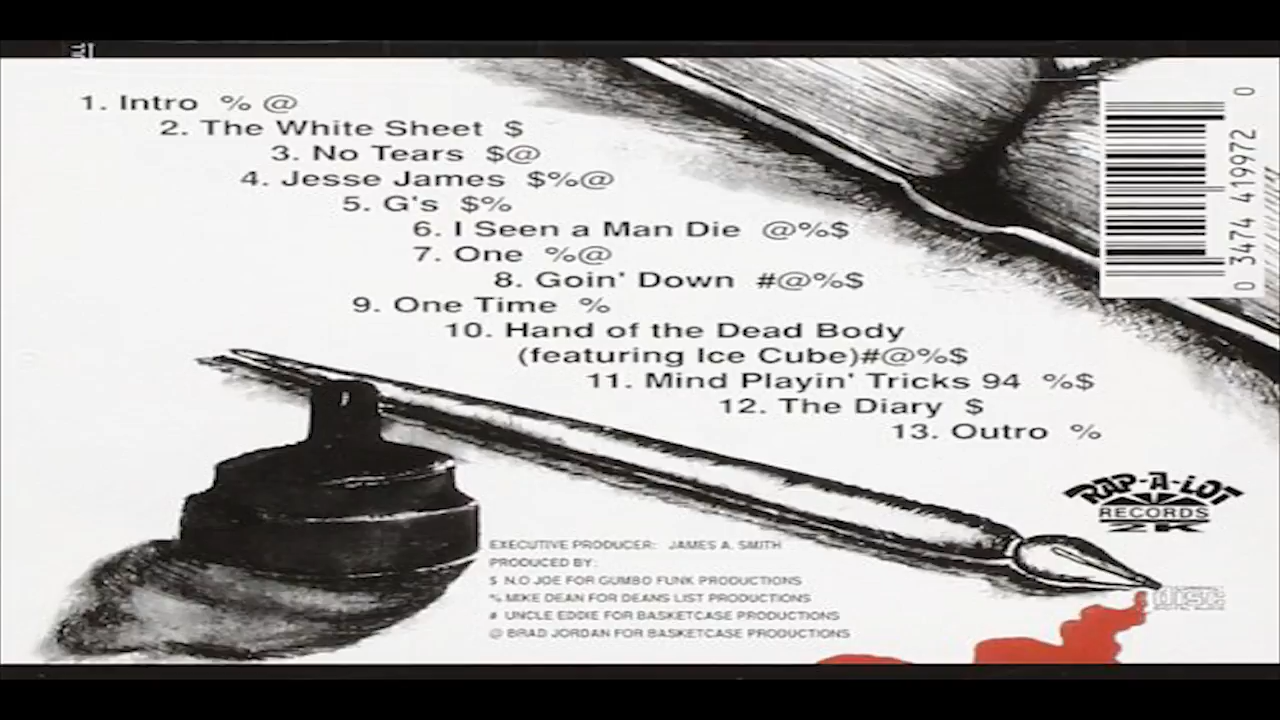 1. Intro % @
2. The White Sheet $
3. No Tears $@
4. Jesse James $%@
5. G's $%
6. I Seen a Man Die @%$
7. One %@
8. Goin' Down #@%$
9. One Time %
10. Hand of the Dead Body
(featuring Ice Cube)#@%$
11. Mind Playin' Tricks 94 %$
12. The Diary $
13. Outro %
0 3474 419972 0
RAP-A-LOT
RECORDS
2K
EXECUTIVE PRODUCER: JAMES A. SMITH
PRODUCED BY:
$ N.O JOE FOR GUMBO FUNK PRODUCTIONS
% MIKE DEAN FOR DEANS LIST PRODUCTIONS
# UNCLE EDDIE FOR BASKETCASE PRODUCTIONS
@ BRAD JORDAN FOR BASKETCASE PRODUCTIONS
disc